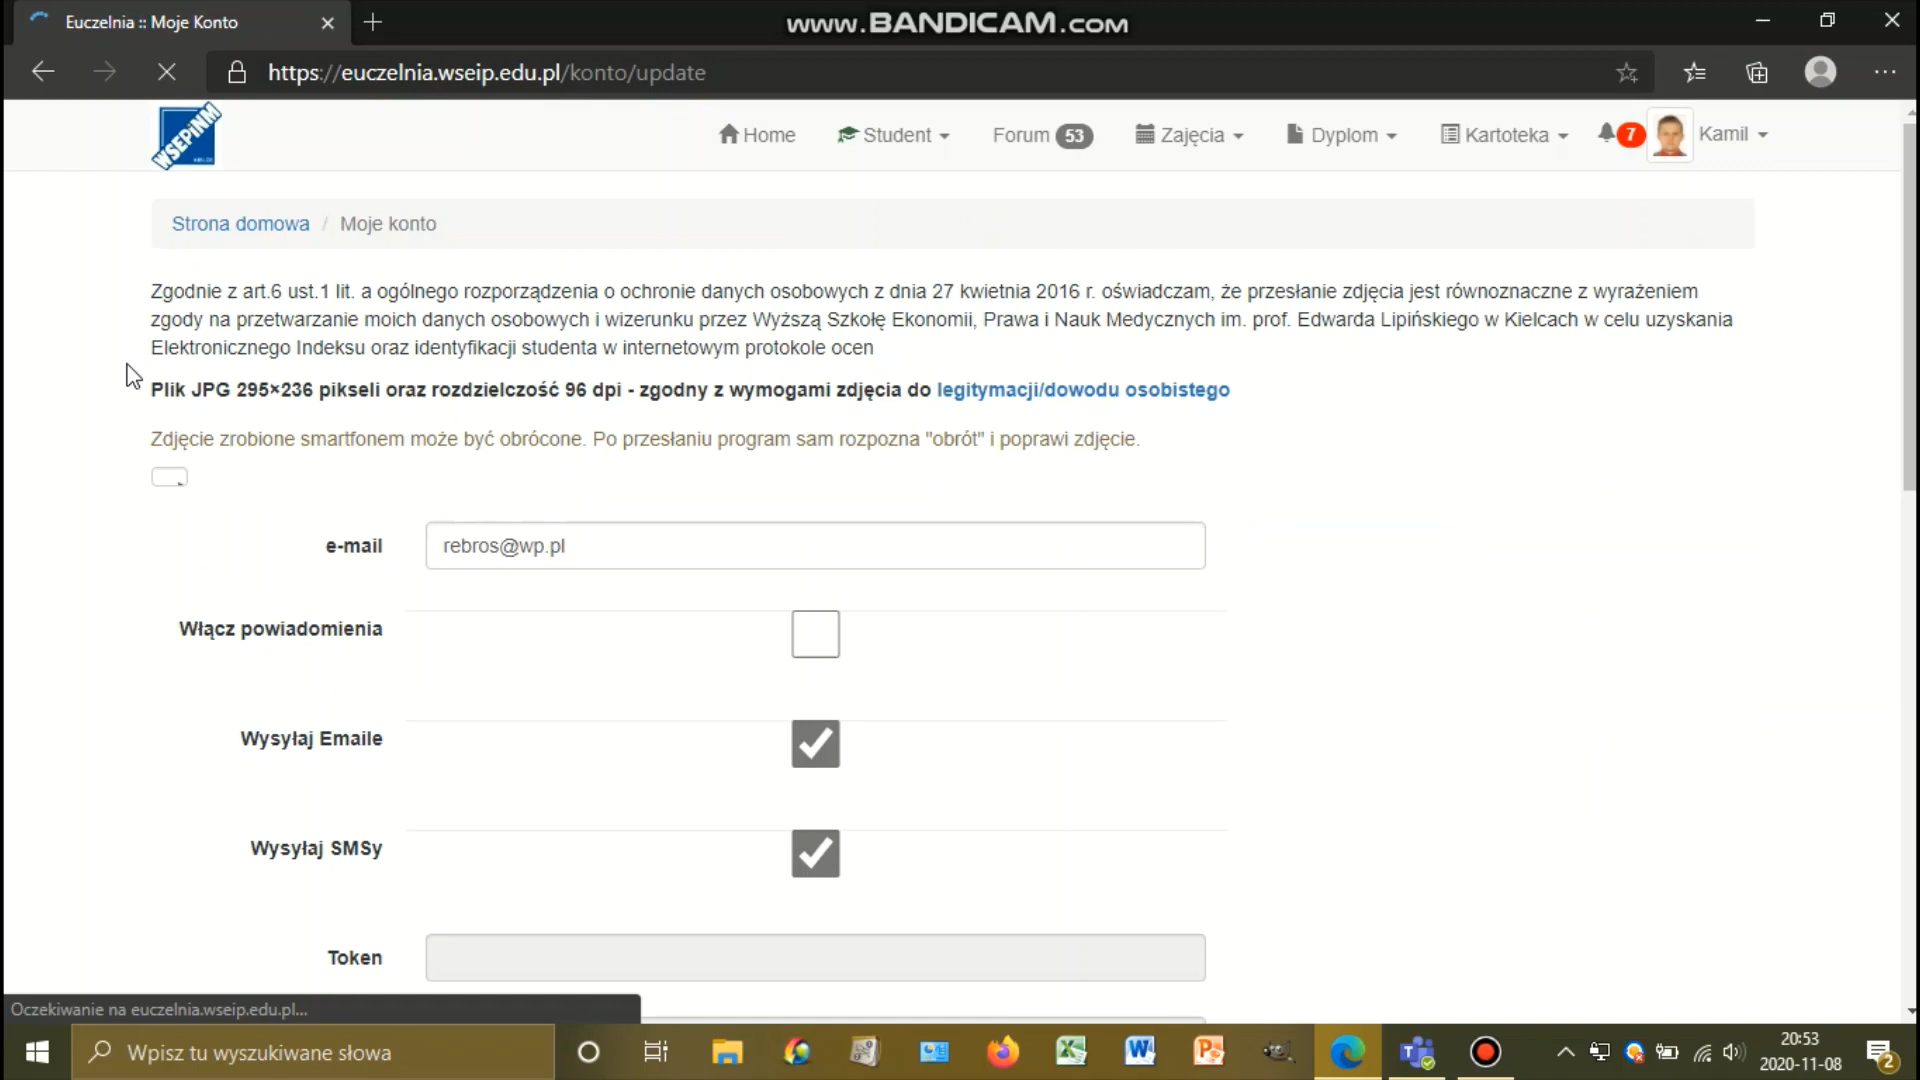 Euczelnia :: Moje Konto
www.BANDICAM.com
https://euczelnia.wseip.edu.pl/konto/update
WSEPiNM
Home Student Forum 53 Zajęcia Dyplom Kartoteka 7 Kamil
Strona domowa / Moje konto
Zgodnie z art.6 ust.1 lit. a ogólnego rozporządzenia o ochronie danych osobowych z dnia 27 kwietnia 2016 r. oświadczam, że przesłanie zdjęcia jest równoznaczne z wyrażeniem
zgody na przetwarzanie moich danych osobowych i wizerunku przez Wyższą Szkołę Ekonomii, Prawa i Nauk Medycznych im. prof. Edwarda Lipińskiego w Kielcach w celu uzyskania
Elektronicznego Indeksu oraz identyfikacji studenta w internetowym protokole ocen
Plik JPG 295×236 pikseli oraz rozdzielczość 96 dpi - zgodny z wymogami zdjęcia do legitymacji/dowodu osobistego
Zdjęcie zrobione smartfonem może być obrócone. Po przesłaniu program sam rozpozna "obrót" i poprawi zdjęcie.
e-mail rebros@wp.pl
Włącz powiadomienia
Wysyłaj Emaile
Wysyłaj SMSy
Token
Oczekiwanie na euczelnia.wseip.edu.pl...
Wpisz tu wyszukiwane słowa
20:53
2020-11-08
2